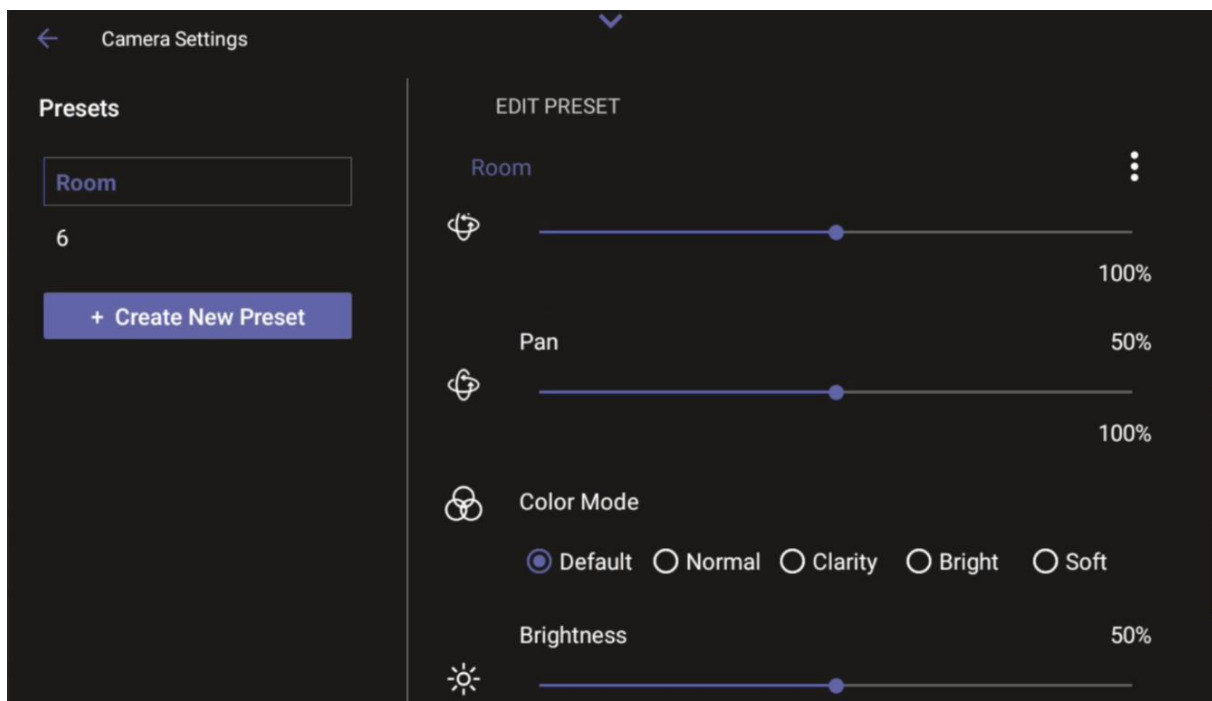 Camera Settings
Presets
Room
6
+ Create New Preset
EDIT PRESET
Room
100%
Pan 50%
100%
Color Mode
Default Normal Clarity Bright Soft
Brightness 50%